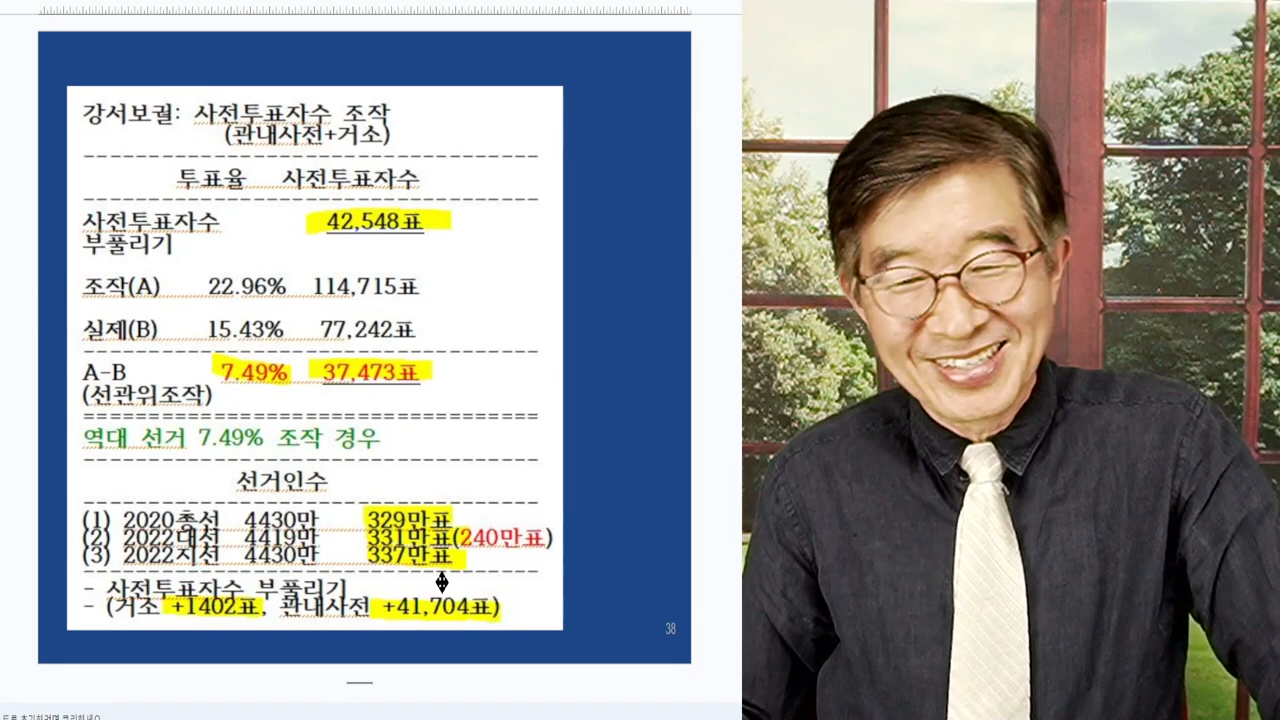 강서보궐: 사전투표자수 조작
(관내사전+거소)
투표율 사전투표자수
사전투표자수 42,548표
부풀리기
조작(A) 22.96% 114,715표
실제(B) 15.43% 77,242표
A-B 7.49% 37,473표
(선관위조작)
역대 선거 7.49% 조작 경우
선거인수
(1) 2020총선 4430만 329만표
(2) 2022대선 4419만 331만표(240만표)
(3) 2022지선 4430만 337만표
- 사전투표자수 부풀리기
- (거소 +1402표, 관내사전 +41,704표)
38